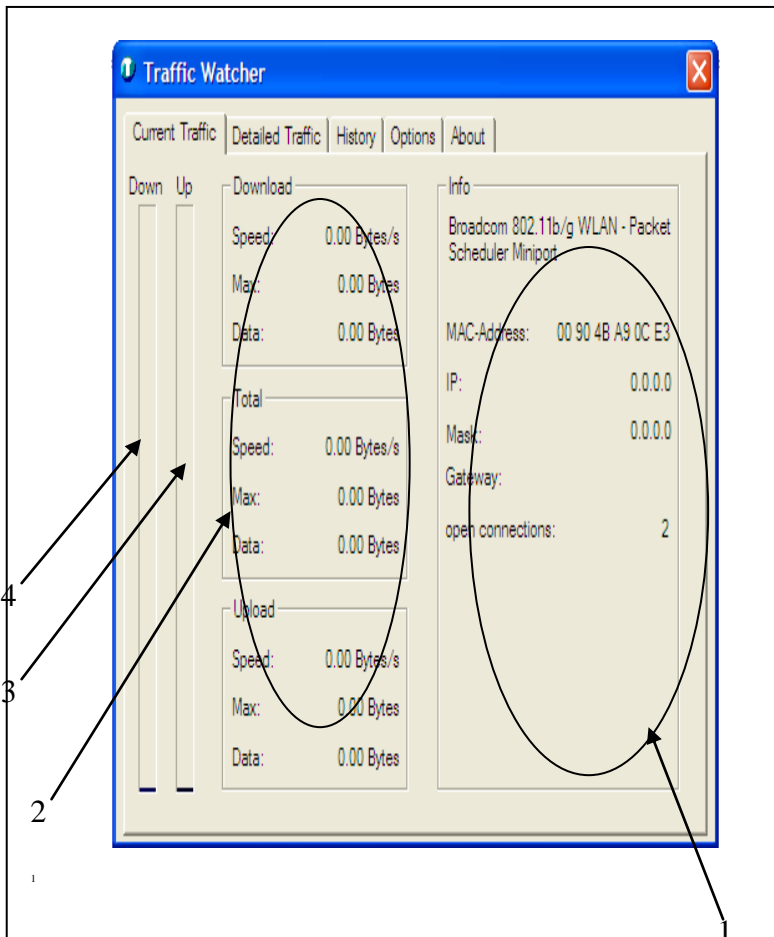 Traffic Watcher
Current Traffic Detailed Traffic History Options About
Down Up
Download
Speed: 0.00 Bytes/s
Max: 0.00 Bytes
Data: 0.00 Bytes
Total
Speed: 0.00 Bytes/s
Max: 0.00 Bytes
Data: 0.00 Bytes
Upload
Speed: 0.00 Bytes/s
Max: 0.00 Bytes
Data: 0.00 Bytes
Info
Broadcom 802.11b/g WLAN - Packet
Scheduler Miniport
MAC-Address: 00 90 4B A9 0C E3
IP: 0.0.0.0
Mask: 0.0.0.0
Gateway:
open connections: 2
4
3
2
1
1